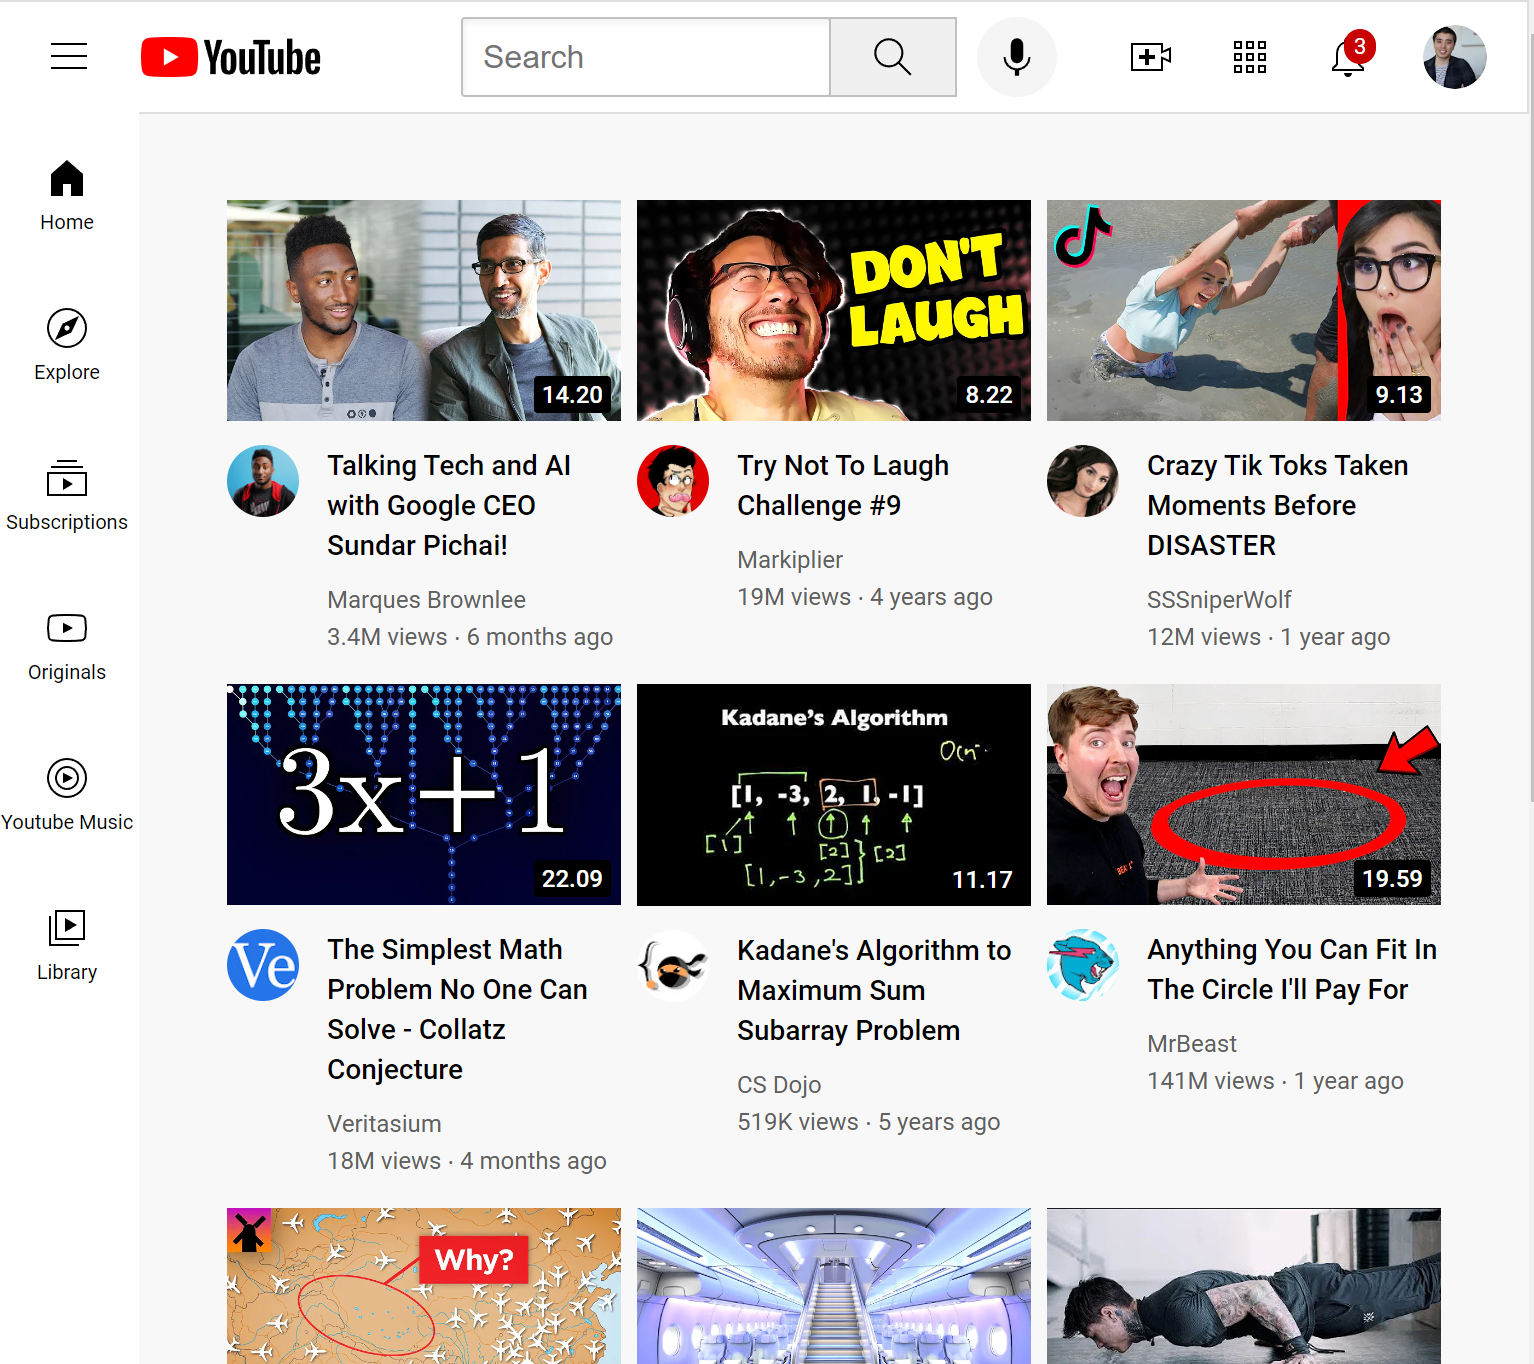 YouTube
Search
3
Home
Explore
Subscriptions
Originals
Youtube Music
Library
DON'T
LAUGH
14.20
8.22
9.13
Talking Tech and AI
with Google CEO
Sundar Pichai!
Marques Brownlee
3.4M views · 6 months ago
Try Not To Laugh
Challenge #9
Markiplier
19M views · 4 years ago
Crazy Tik Toks Taken
Moments Before
DISASTER
SSSniperWolf
12M views · 1 year ago
3x+1
22.09
Kadane's Algorithm
O(n
[1, -3, 2, 1, -1]
[1]
[2]
[2]
[1, -3, 2]
11.17
19.59
Ve
The Simplest Math
Problem No One Can
Solve - Collatz
Conjecture
Veritasium
18M views · 4 months ago
Kadane's Algorithm to
Maximum Sum
Subarray Problem
CS Dojo
519K views · 5 years ago
Anything You Can Fit In
The Circle I'll Pay For
MrBeast
141M views · 1 year ago
Why?